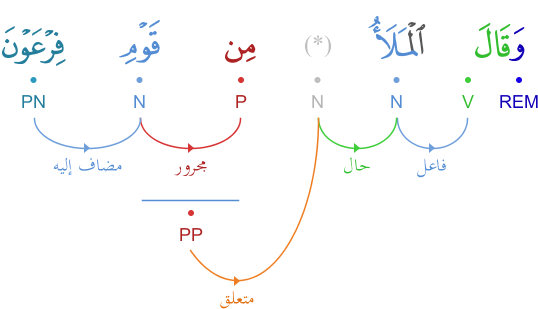 وَقَالَ ٱلْمَلَأُ (*) مِن قَوْمِ فِرْعَوْنَ
REM V N N P N PN
فاعل حال مجرور مضاف إليه
PP
متعلق